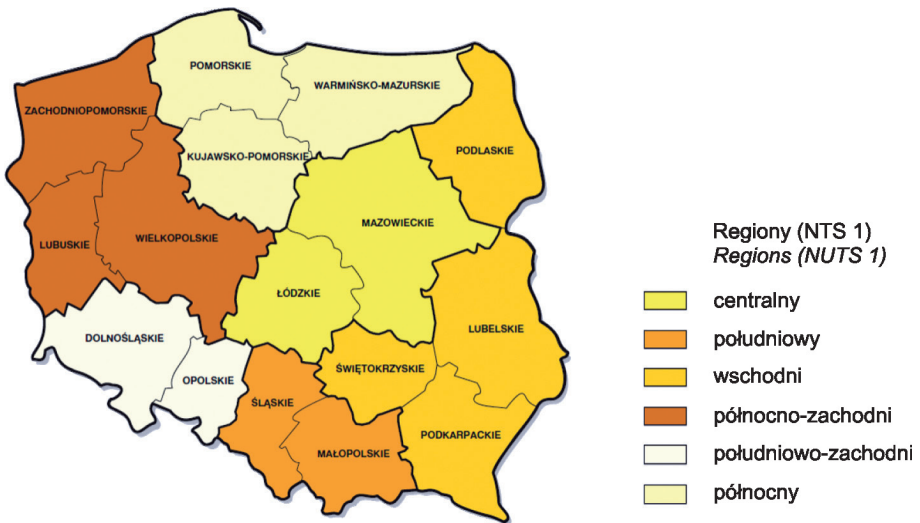 POMORSKIE
WARMIŃSKO-MAZURSKIE
ZACHODNIOPOMORSKIE
KUJAWSKO-POMORSKIE
PODLASKIE
MAZOWIECKIE
LUBUSKIE
WIELKOPOLSKIE
ŁÓDZKIE
LUBELSKIE
DOLNOŚLĄSKIE
OPOLSKIE
ŚWIĘTOKRZYSKIE
ŚLĄSKIE
PODKARPACKIE
MAŁOPOLSKIE
Regiony (NTS 1)
Regions (NUTS 1)
centralny
południowy
wschodni
północno-zachodni
południowo-zachodni
północny